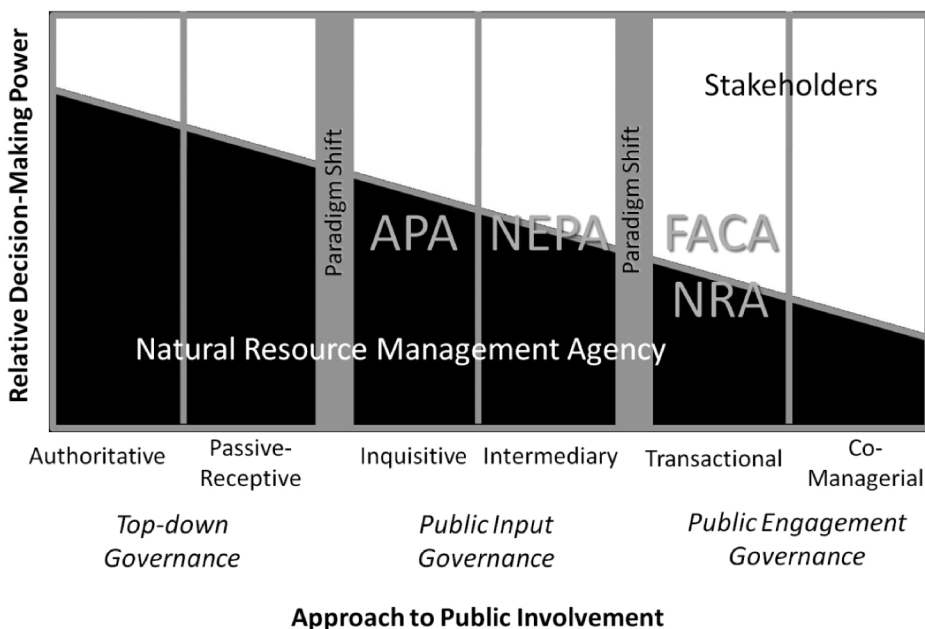 Relative Decision-Making Power
Stakeholders
Paradigm Shift
Paradigm Shift
APA
NEPA
FACA
NRA
Natural Resource Management Agency
Authoritative
Passive-
Receptive
Inquisitive
Intermediary
Transactional
Co-
Managerial
Top-down
Governance
Public Input
Governance
Public Engagement
Governance
Approach to Public Involvement